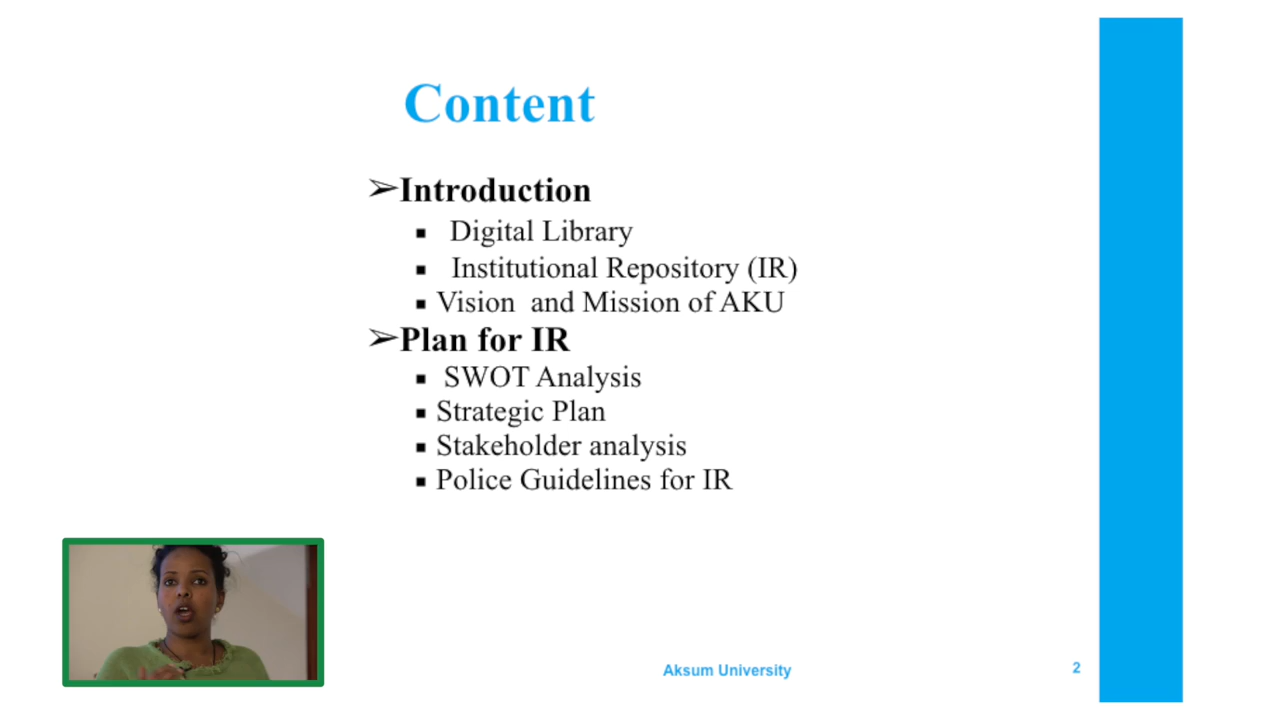 Content
➢Introduction
▪ Digital Library
▪ Institutional Repository (IR)
▪ Vision and Mission of AKU
➢Plan for IR
▪ SWOT Analysis
▪ Strategic Plan
▪ Stakeholder analysis
▪ Police Guidelines for IR
Aksum University
2